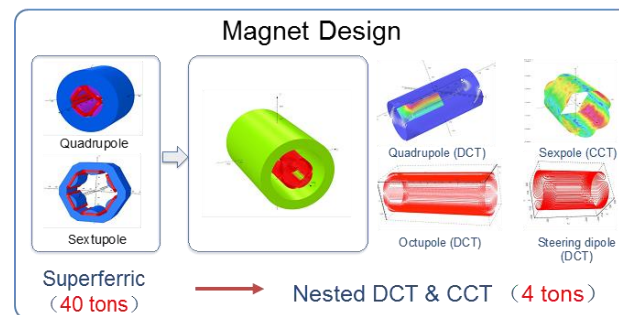 Magnet Design
Quadrupole
Sextupole
Quadrupole (DCT)
Sexpole (CCT)
Octupole (DCT)
Steering dipole
(DCT)
Superferric
（40 tons）
Nested DCT & CCT （4 tons）